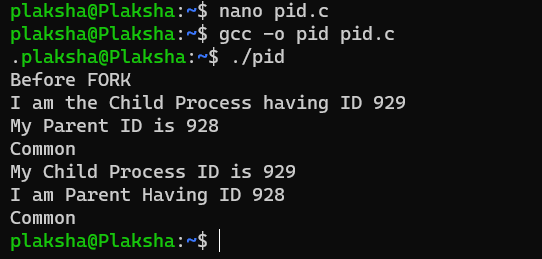 plaksha@Plaksha:~$ nano pid.c
plaksha@Plaksha:~$ gcc -o pid pid.c
.plaksha@Plaksha:~$ ./pid
Before FORK
I am the Child Process having ID 929
My Parent ID is 928
Common
My Child Process ID is 929
I am Parent Having ID 928
Common
plaksha@Plaksha:~$